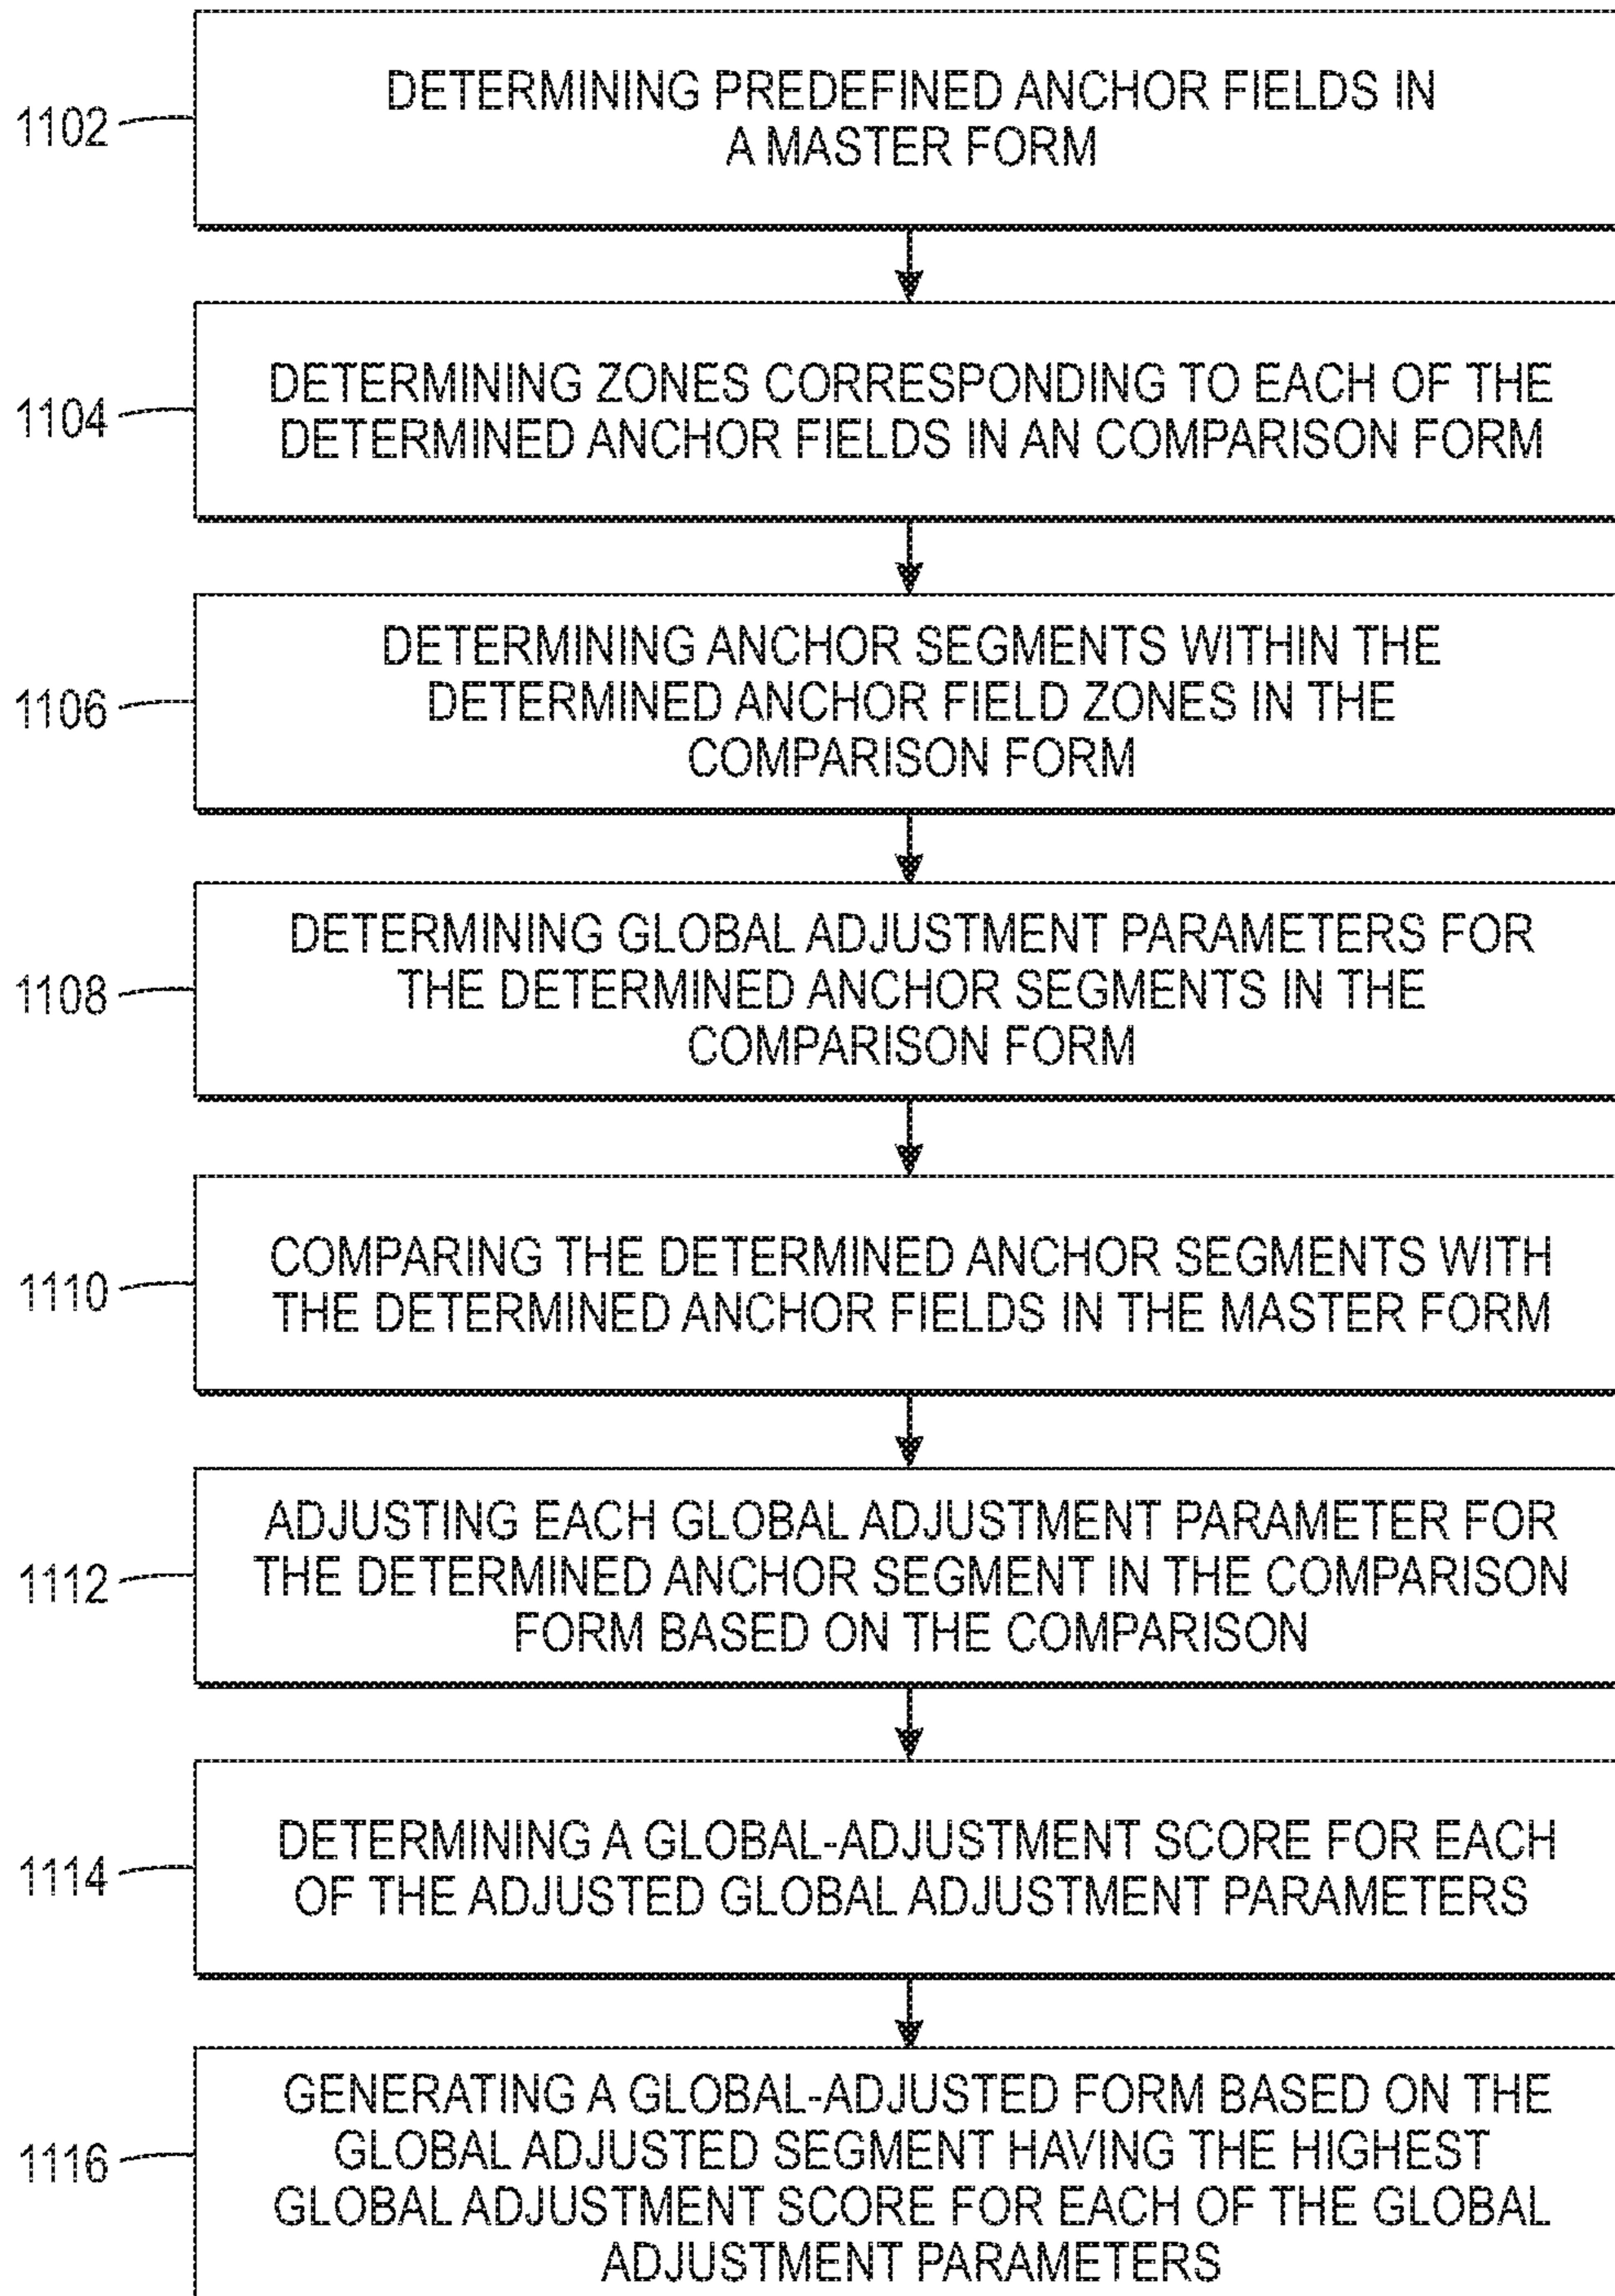 1102
DETERMINING PREDEFINED ANCHOR FIELDS IN
A MASTER FORM
1104
DETERMINING ZONES CORRESPONDING TO EACH OF THE
DETERMINED ANCHOR FIELDS IN AN COMPARISON FORM
1106
DETERMINING ANCHOR SEGMENTS WITHIN THE
DETERMINED ANCHOR FIELD ZONES IN THE
COMPARISON FORM
1108
DETERMINING GLOBAL ADJUSTMENT PARAMETERS FOR
THE DETERMINED ANCHOR SEGMENTS IN THE
COMPARISON FORM
1110
COMPARING THE DETERMINED ANCHOR SEGMENTS WITH
THE DETERMINED ANCHOR FIELDS IN THE MASTER FORM
1112
ADJUSTING EACH GLOBAL ADJUSTMENT PARAMETER FOR
THE DETERMINED ANCHOR SEGMENT IN THE COMPARISON
FORM BASED ON THE COMPARISON
1114
DETERMINING A GLOBAL-ADJUSTMENT SCORE FOR EACH
OF THE ADJUSTED GLOBAL ADJUSTMENT PARAMETERS
1116
GENERATING A GLOBAL-ADJUSTED FORM BASED ON THE
GLOBAL ADJUSTED SEGMENT HAVING THE HIGHEST
GLOBAL ADJUSTMENT SCORE FOR EACH OF THE GLOBAL
ADJUSTMENT PARAMETERS